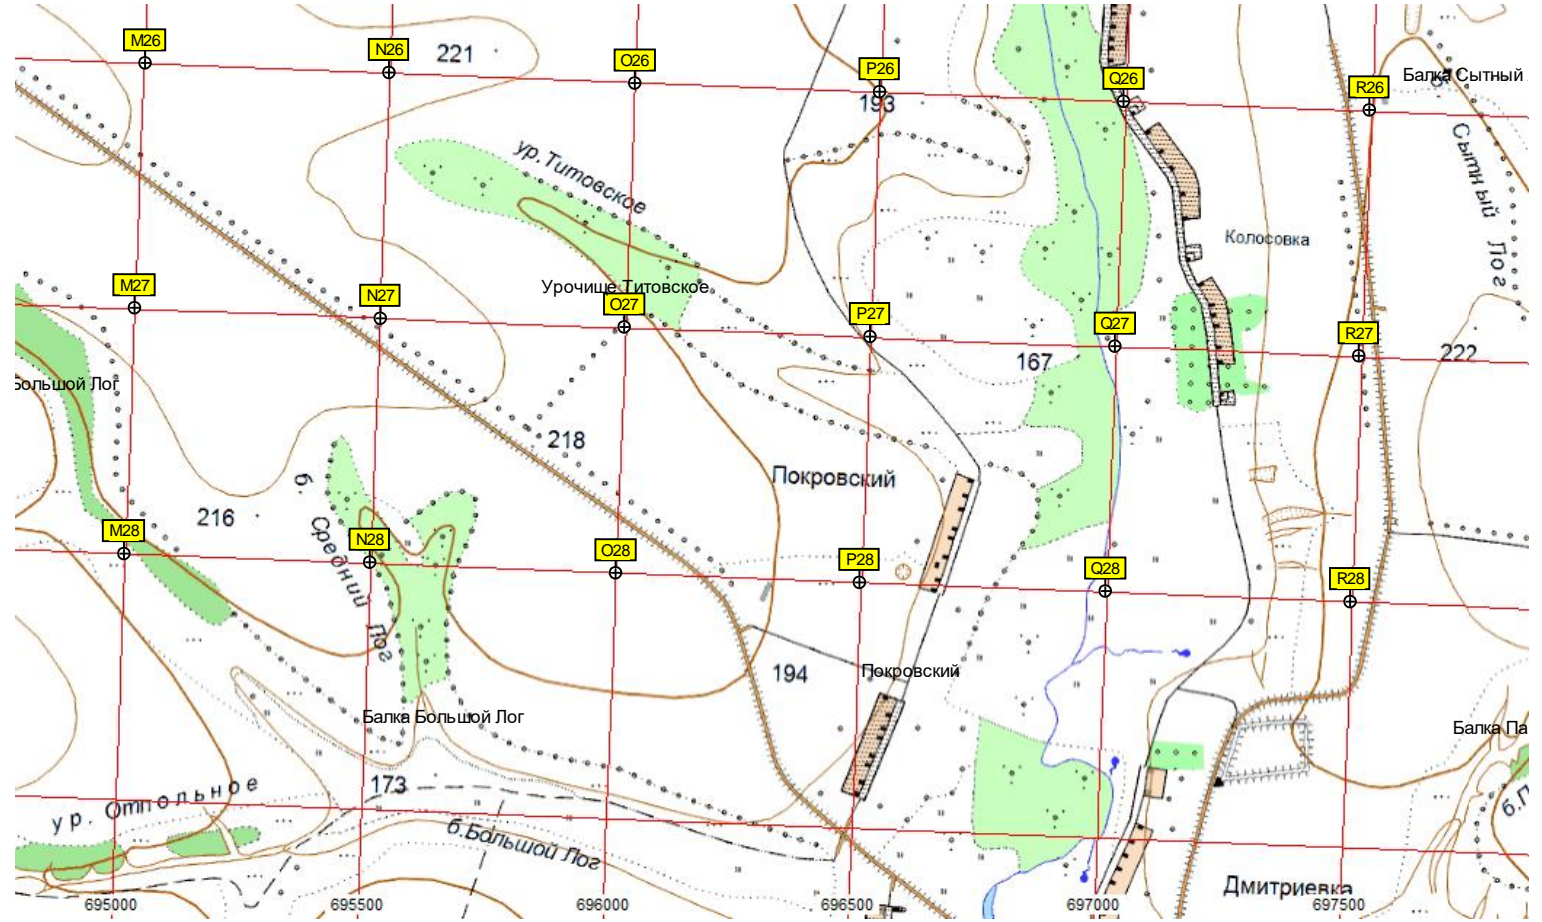 M26
N26
221
O26
P26
193
Q26
R26
Балка Сытный
ур.Титовское
Сытный Лог
Колосовка
M27
N27
Урочище Титовское
O27
P27
Q27
R27
167
222
Большой Лог
218
Покровский
216
M28
б. Средний Лог
N28
O28
P28
Q28
R28
194
Покровский
Балка Большой Лог
Балка Па
173
ур. Отпольное
б.Большой Лог
б.П
Дмитриевка
695000
695500
696000
696500
697000
697500